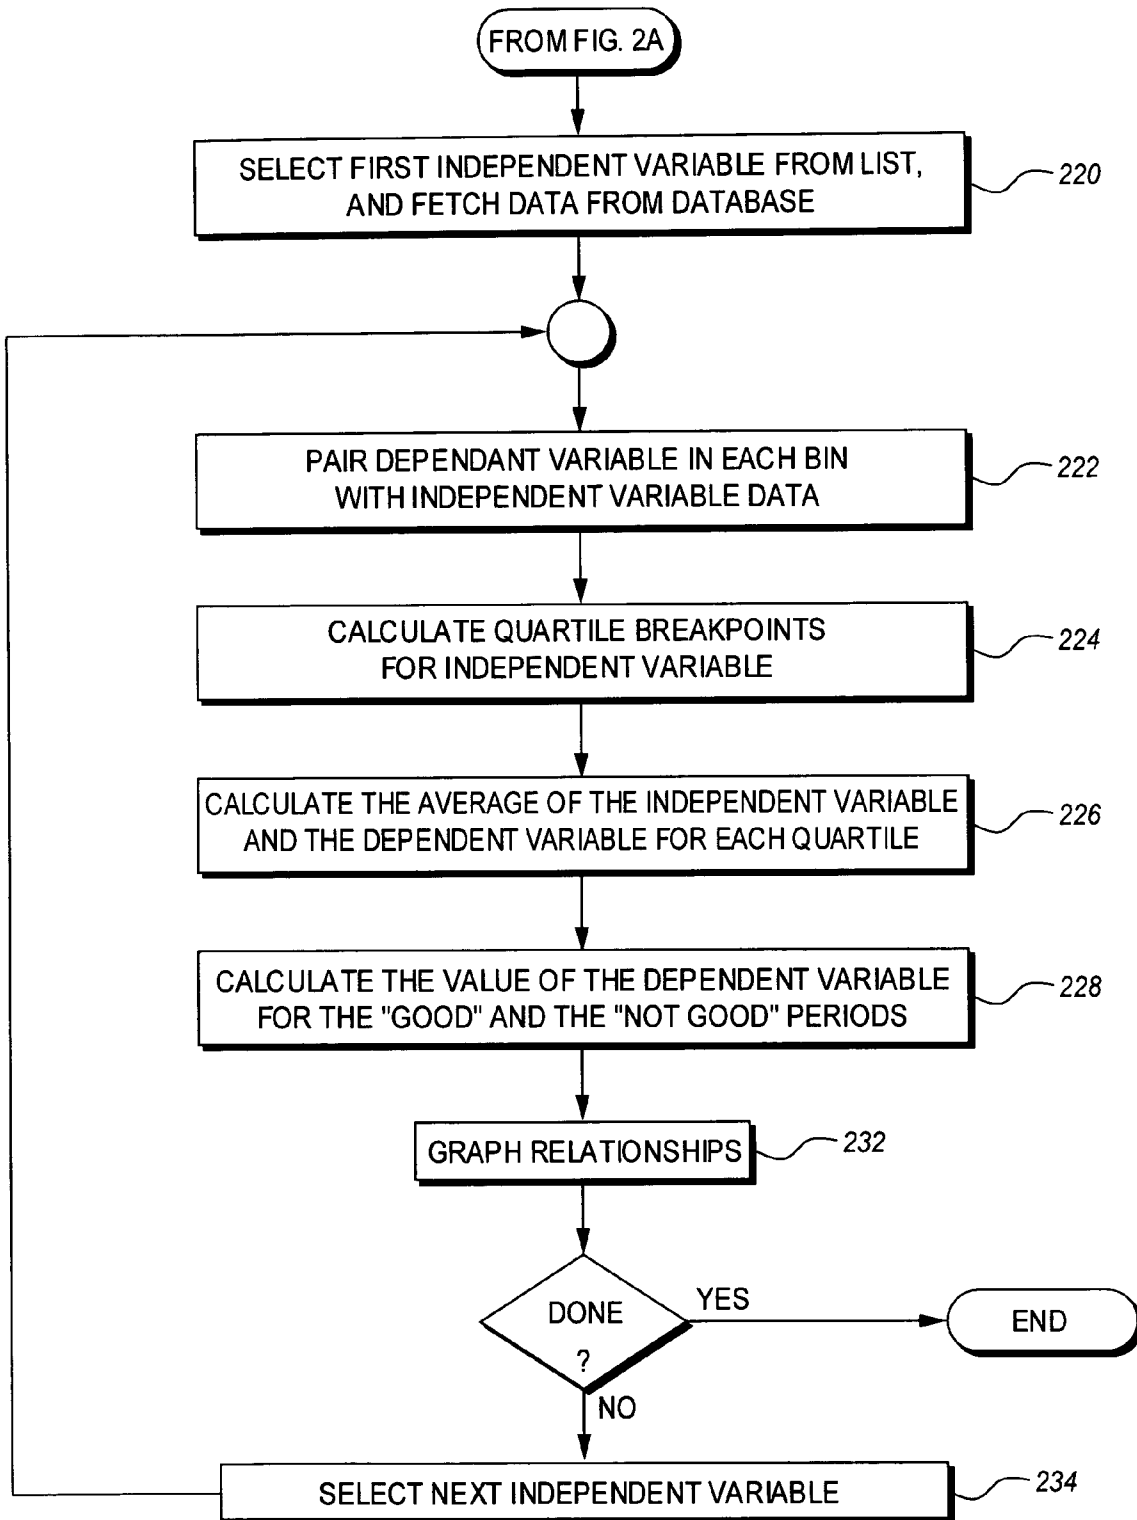 FROM FIG. 2A
SELECT FIRST INDEPENDENT VARIABLE FROM LIST,
AND FETCH DATA FROM DATABASE
220
PAIR DEPENDANT VARIABLE IN EACH BIN
WITH INDEPENDENT VARIABLE DATA
222
CALCULATE QUARTILE BREAKPOINTS
FOR INDEPENDENT VARIABLE
224
CALCULATE THE AVERAGE OF THE INDEPENDENT VARIABLE
AND THE DEPENDENT VARIABLE FOR EACH QUARTILE
226
CALCULATE THE VALUE OF THE DEPENDENT VARIABLE
FOR THE "GOOD" AND THE "NOT GOOD" PERIODS
228
GRAPH RELATIONSHIPS
232
DONE
?
YES
END
NO
SELECT NEXT INDEPENDENT VARIABLE
234